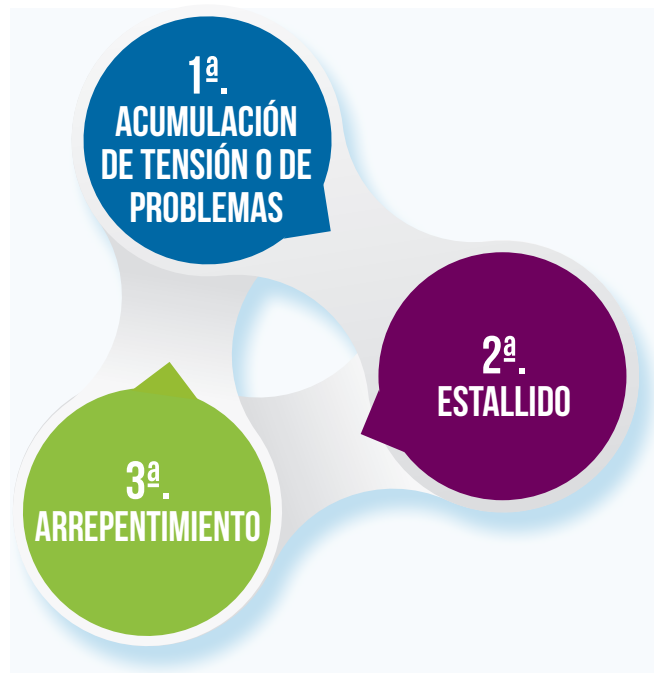 1ª.
ACUMULACIÓN
DE TENSIÓN O DE
PROBLEMAS
2ª.
ESTALLIDO
3ª.
ARREPENTIMIENTO